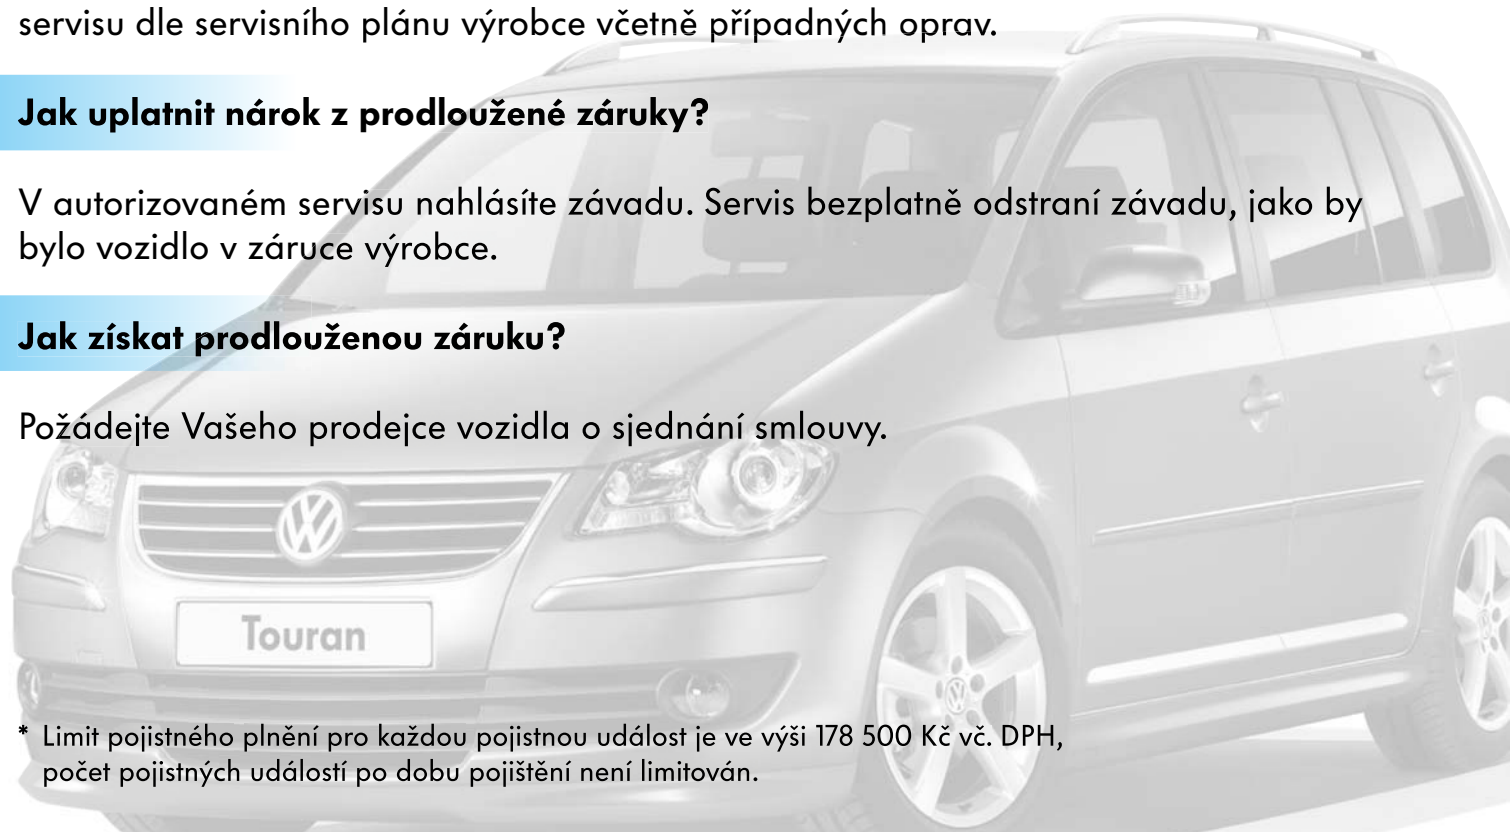 servisu dle servisního plánu výrobce včetně případných oprav.
Jak uplatnit nárok z prodloužené záruky?
V autorizovaném servisu nahlásíte závadu. Servis bezplatně odstraní závadu, jako by
bylo vozidlo v záruce výrobce.
Jak získat prodlouženou záruku?
Požádejte Vašeho prodejce vozidla o sjednání smlouvy.
Touran
* Limit pojistného plnění pro každou pojistnou událost je ve výši 178 500 Kč vč. DPH,
počet pojistných událostí po dobu pojištění není limitován.